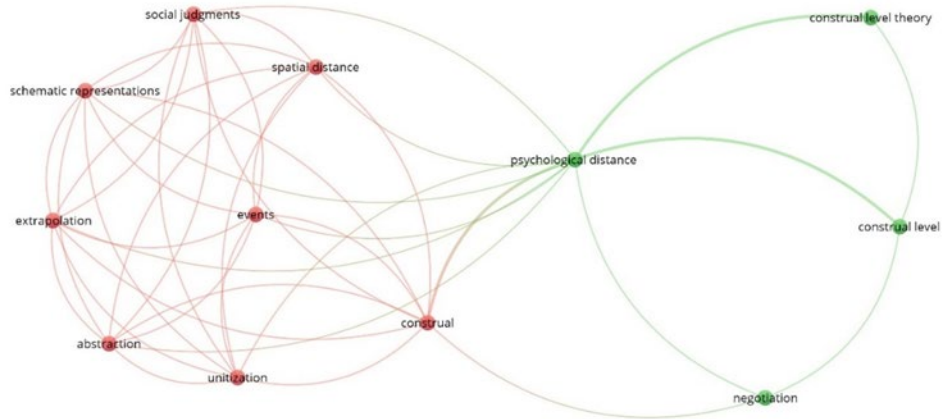 social judgments
construal level theory
spatial distance
schematic representations
psychological distance
events
extrapolation
construal level
construal
abstraction
unitization
negotiation